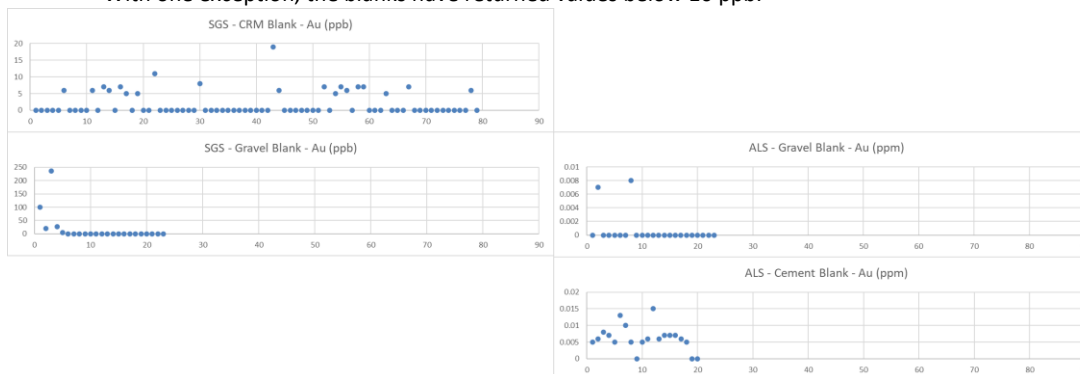 With one exception, the blanks have returned values below 10 ppb.
SGS - CRM Blank - Au (ppb)
20
15
10
5
0
0 10 20 30 40 50 60 70 80 90
SGS - Gravel Blank - Au (ppb)
250
200
150
100
50
0
0 10 20 30 40 50 60 70 80 90
ALS - Gravel Blank - Au (ppm)
0.01
0.008
0.006
0.004
0.002
0
0 10 20 30 40 50 60 70 80
ALS - Cement Blank - Au (ppm)
0.02
0.015
0.01
0.005
0
0 10 20 30 40 50 60 70 80